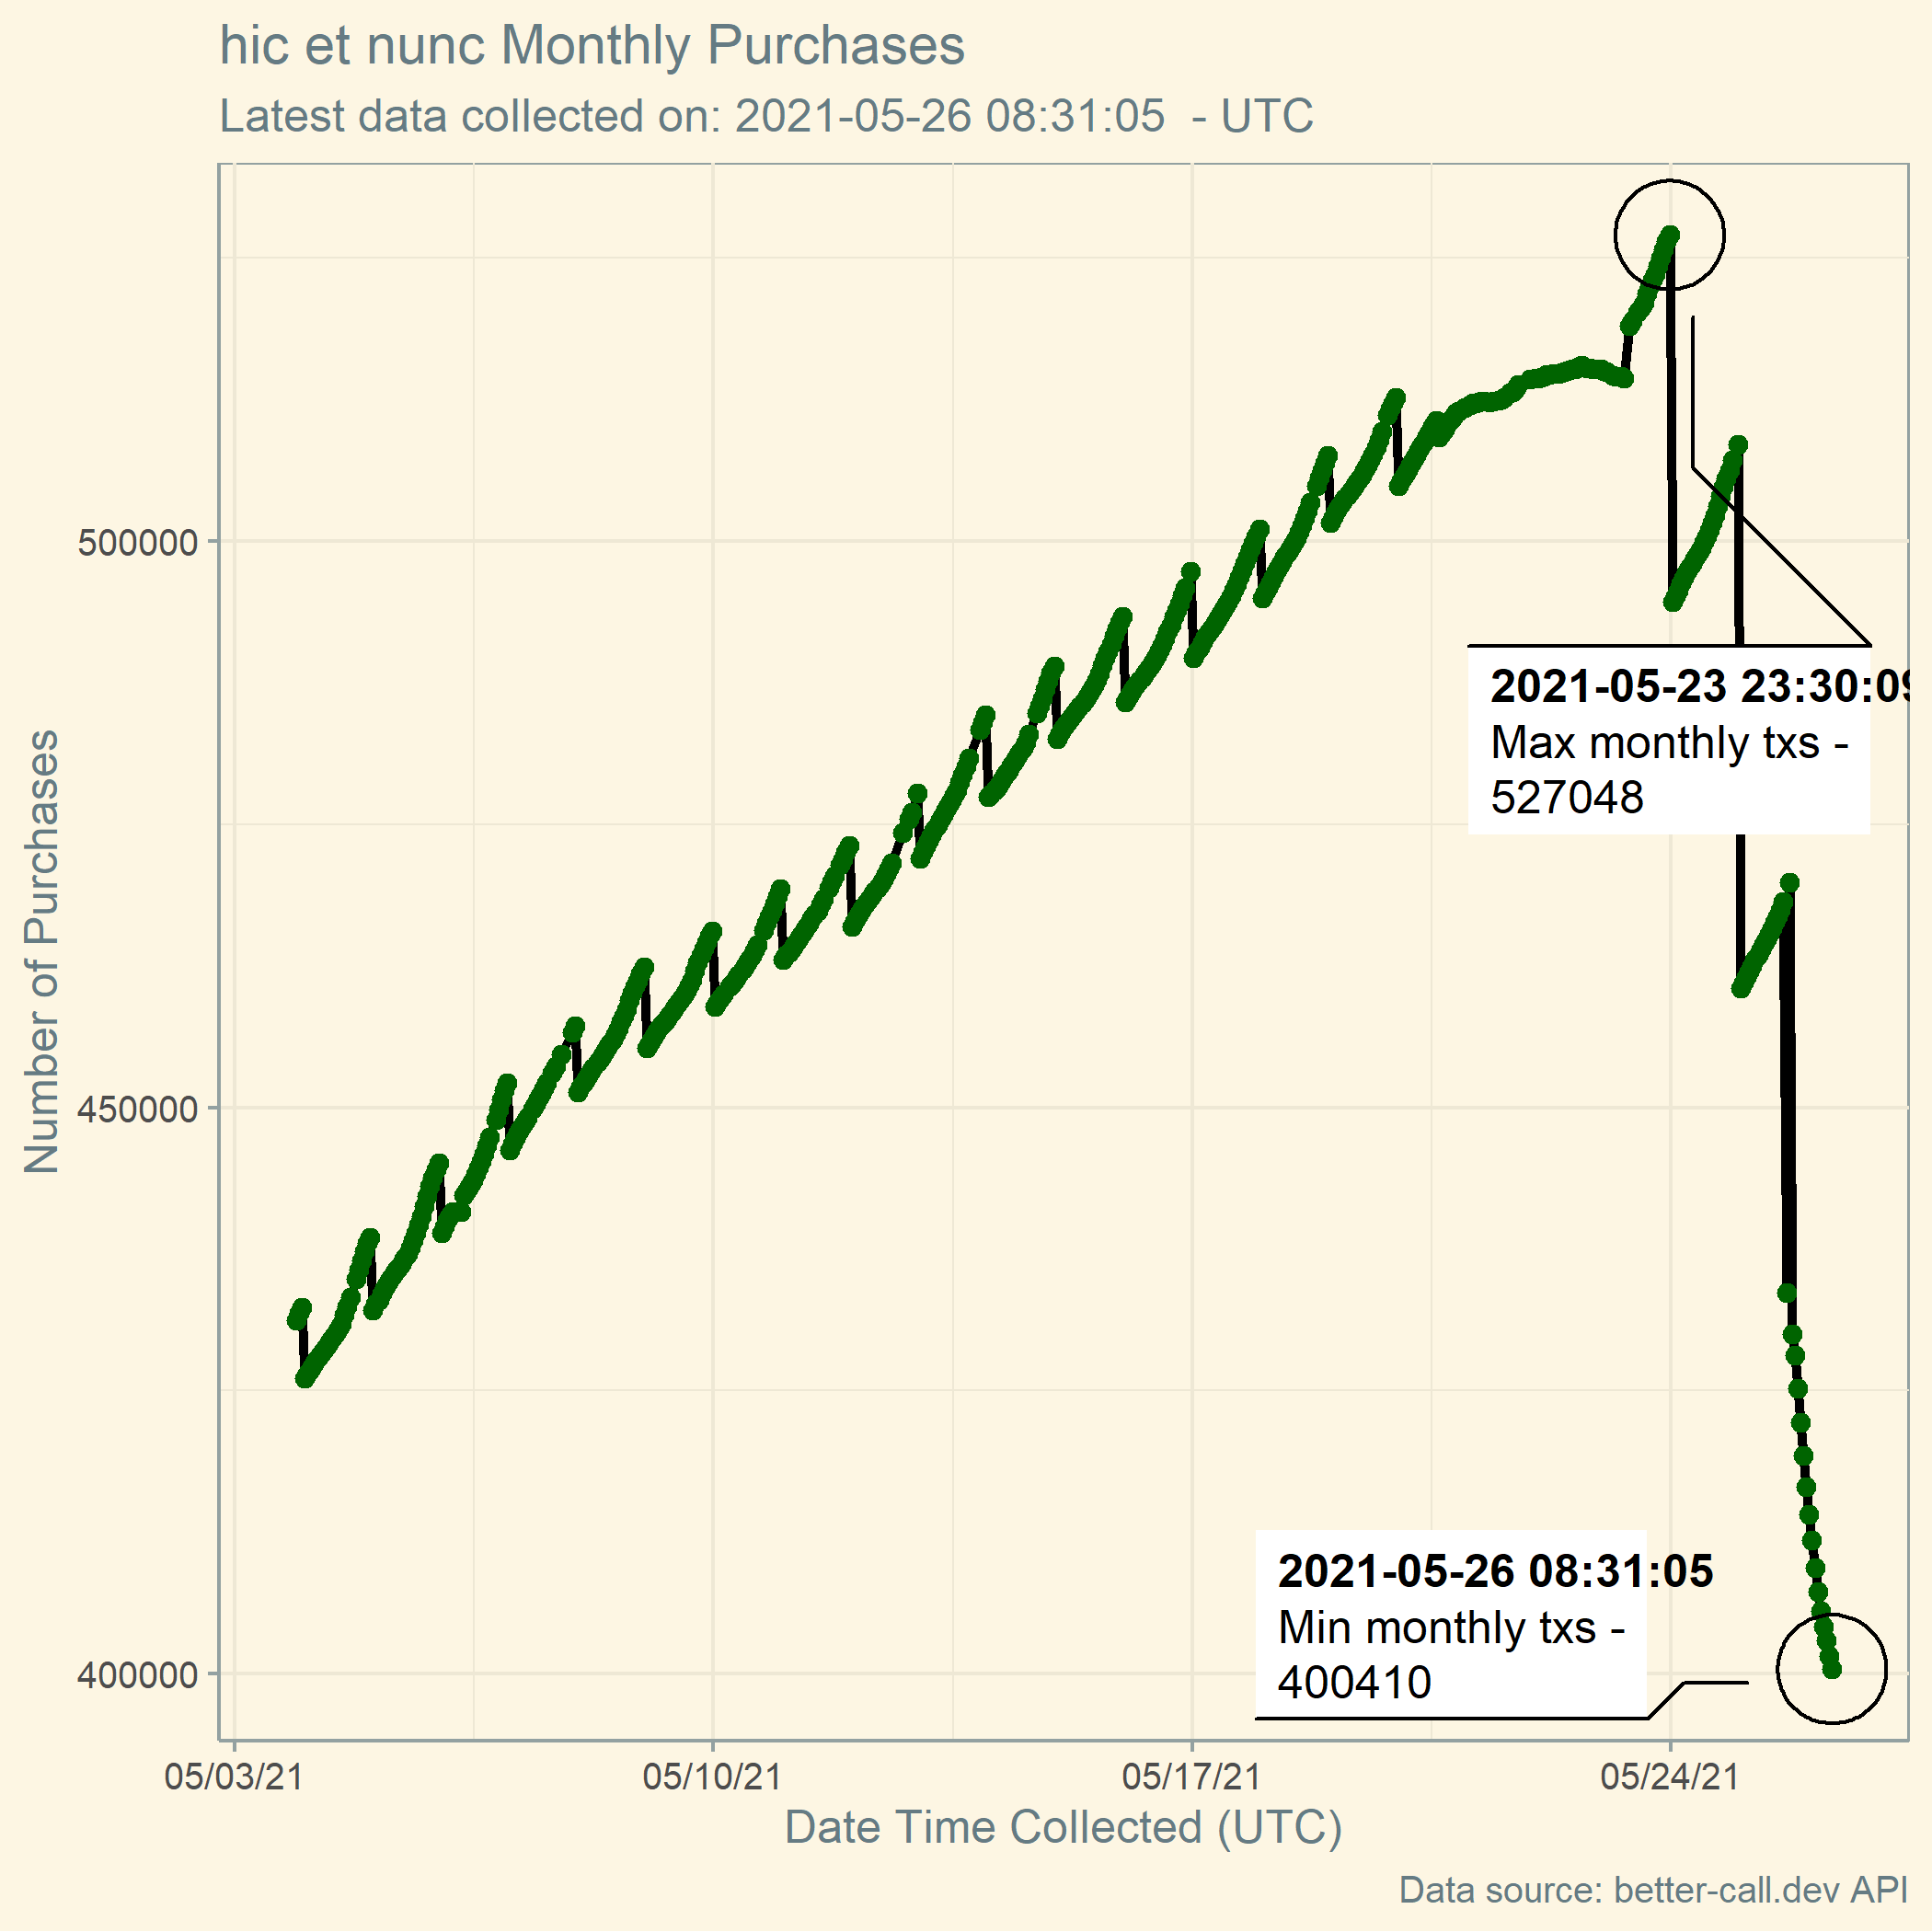 hic et nunc Monthly Purchases
Latest data collected on: 2021-05-26 08:31:05 - UTC
Number of Purchases
500000
450000
400000
2021-05-23 23:30:09
Max monthly txs -
527048
2021-05-26 08:31:05
Min monthly txs -
400410
05/03/21
05/10/21
05/17/21
05/24/21
Date Time Collected (UTC)
Data source: better-call.dev API